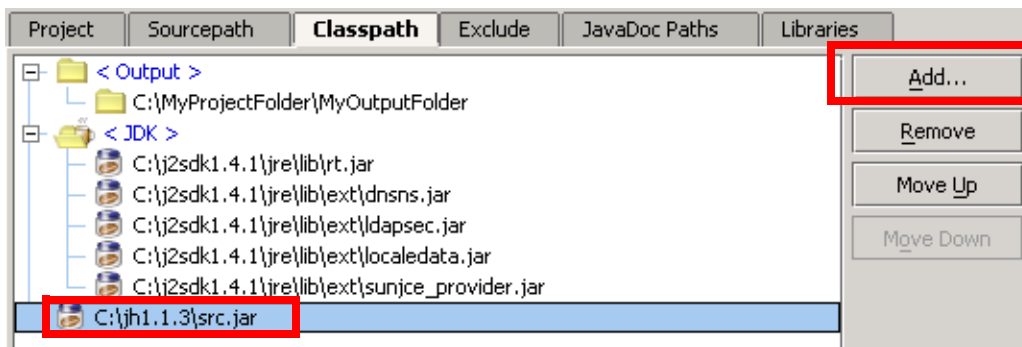 Project Sourcepath Classpath Exclude JavaDoc Paths Libraries
< Output >
C:\MyProjectFolder\MyOutputFolder
< JDK >
C:\j2sdk1.4.1\jre\lib\rt.jar
C:\j2sdk1.4.1\jre\lib\ext\dnsns.jar
C:\j2sdk1.4.1\jre\lib\ext\ldapsec.jar
C:\j2sdk1.4.1\jre\lib\ext\localedata.jar
C:\j2sdk1.4.1\jre\lib\ext\sunjce_provider.jar
C:\jh1.1.3\src.jar
Add...
Remove
Move Up
Move Down